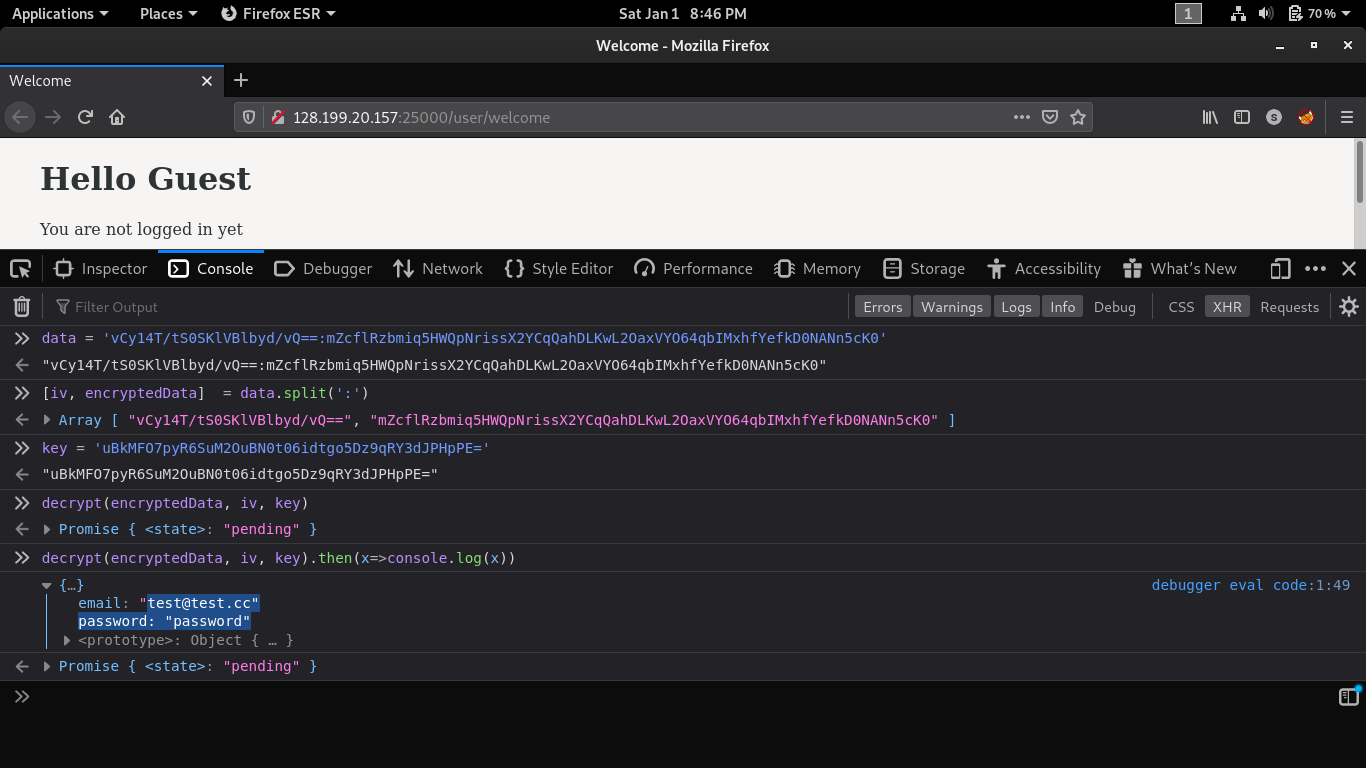 Applications Places Firefox ESR Sat Jan 1 8:46 PM 1 70 %
Welcome - Mozilla Firefox
Welcome
128.199.20.157:25000/user/welcome S
Hello Guest
You are not logged in yet
Inspector Console Debugger Network Style Editor Performance Memory Storage Accessibility What's New
Filter Output Errors Warnings Logs Info Debug CSS XHR Requests
data = 'vCy14T/tS0SKlVBlbyd/vQ==:mZcflRzbmiq5HWQpNrissX2YCqQahDLKwL2OaxVYO64qbIMxhfYefkD0NANn5cK0'
"vCy14T/tS0SKlVBlbyd/vQ==:mZcflRzbmiq5HWQpNrissX2YCqQahDLKwL2OaxVYO64qbIMxhfYefkD0NANn5cK0"
[iv, encryptedData]  = data.split(':')
Array [ "vCy14T/tS0SKlVBlbyd/vQ==", "mZcflRzbmiq5HWQpNrissX2YCqQahDLKwL2OaxVYO64qbIMxhfYefkD0NANn5cK0" ]
key = 'uBkMFO7pyR6SuM2OuBN0t06idtgo5Dz9qRY3dJPHpPE='
"uBkMFO7pyR6SuM2OuBN0t06idtgo5Dz9qRY3dJPHpPE="
decrypt(encryptedData, iv, key)
Promise { <state>: "pending" }
decrypt(encryptedData, iv, key).then(x=>console.log(x))
{…} debugger eval code:1:49
email: "test@test.cc"
password: "password"
<prototype>: Object { … }
Promise { <state>: "pending" }